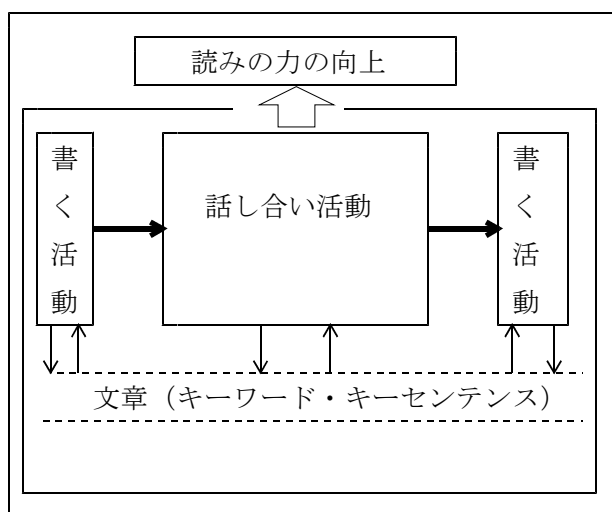 読みの力の向上
書く活動
話し合い活動
書く活動
文章（キーワード・キーセンテンス）